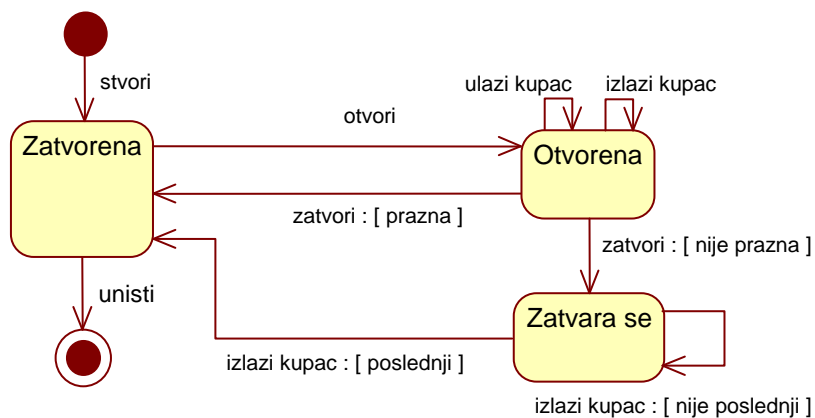 stvori
ulazi kupac
izlazi kupac
otvori
Zatvorena
Otvorena
zatvori : [ prazna ]
zatvori : [ nije prazna ]
unisti
Zatvara se
izlazi kupac : [ poslednji ]
izlazi kupac : [ nije poslednji ]